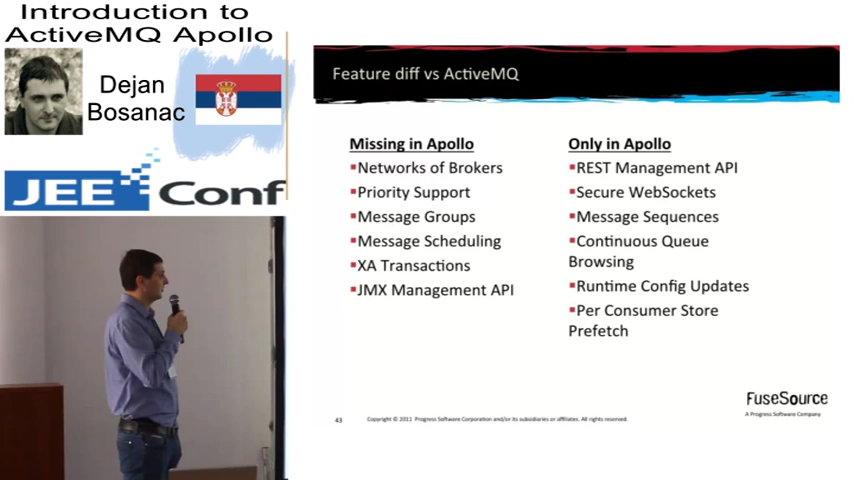 Introduction to
ActiveMQ Apollo
Dejan
Bosanac
JEE Conf
Feature diff vs ActiveMQ
Missing in Apollo
▪Networks of Brokers
▪Priority Support
▪Message Groups
▪Message Scheduling
▪XA Transactions
▪JMX Management API
Only in Apollo
▪REST Management API
▪Secure WebSockets
▪Message Sequences
▪Continuous Queue
Browsing
▪Runtime Config Updates
▪Per Consumer Store
Prefetch
FuseSource
A Progress Software Company
43
Copyright © 2011 Progress Software Corporation and/or its subsidiaries or affiliates. All rights reserved.